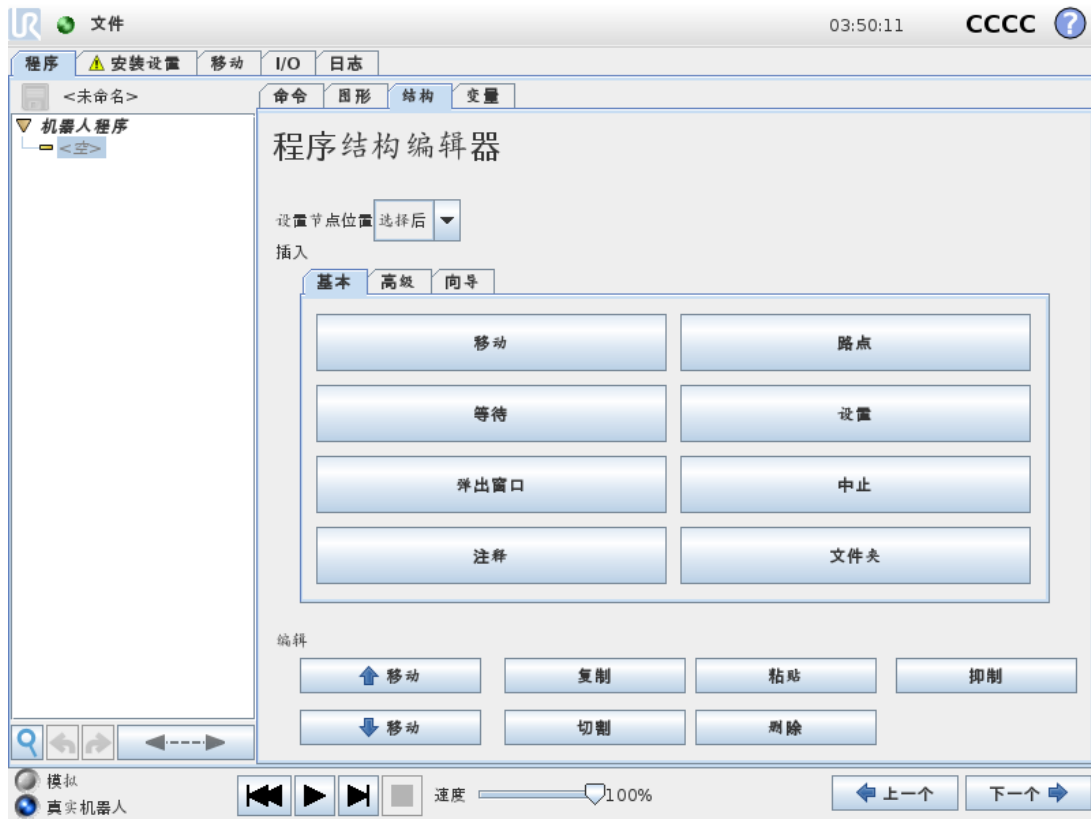 UR 文件 03:50:11 CCCC ?
程序 安装设置 移动 I/O 日志
<未命名> 命令 图形 结构 变量
机器人程序
<空>
程序结构编辑器
设置节点位置 选择后
插入
基本 高级 向导
移动 路点
等待 设置
弹出窗口 中止
注释 文件夹
编辑
移动 复制 粘贴 抑制
移动 切割 删除
模拟
真实机器人
速度 100% 上一个 下一个